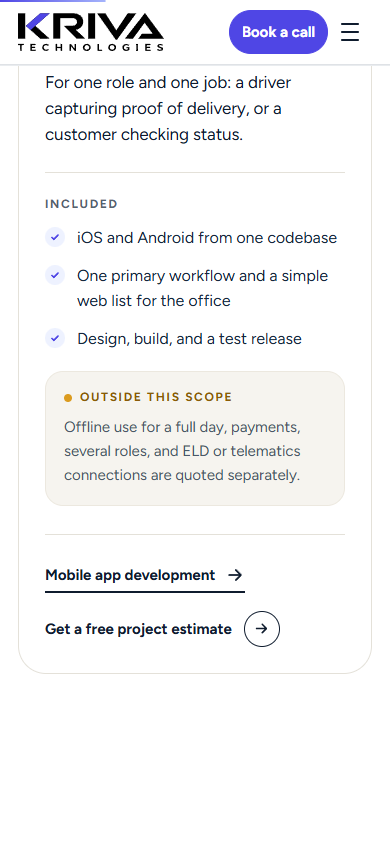 KRIVA
TECHNOLOGIES
Book a call
For one role and one job: a driver
capturing proof of delivery, or a
customer checking status.
INCLUDED
iOS and Android from one codebase
One primary workflow and a simple
web list for the office
Design, build, and a test release
OUTSIDE THIS SCOPE
Offline use for a full day, payments,
several roles, and ELD or telematics
connections are quoted separately.
Mobile app development
Get a free project estimate